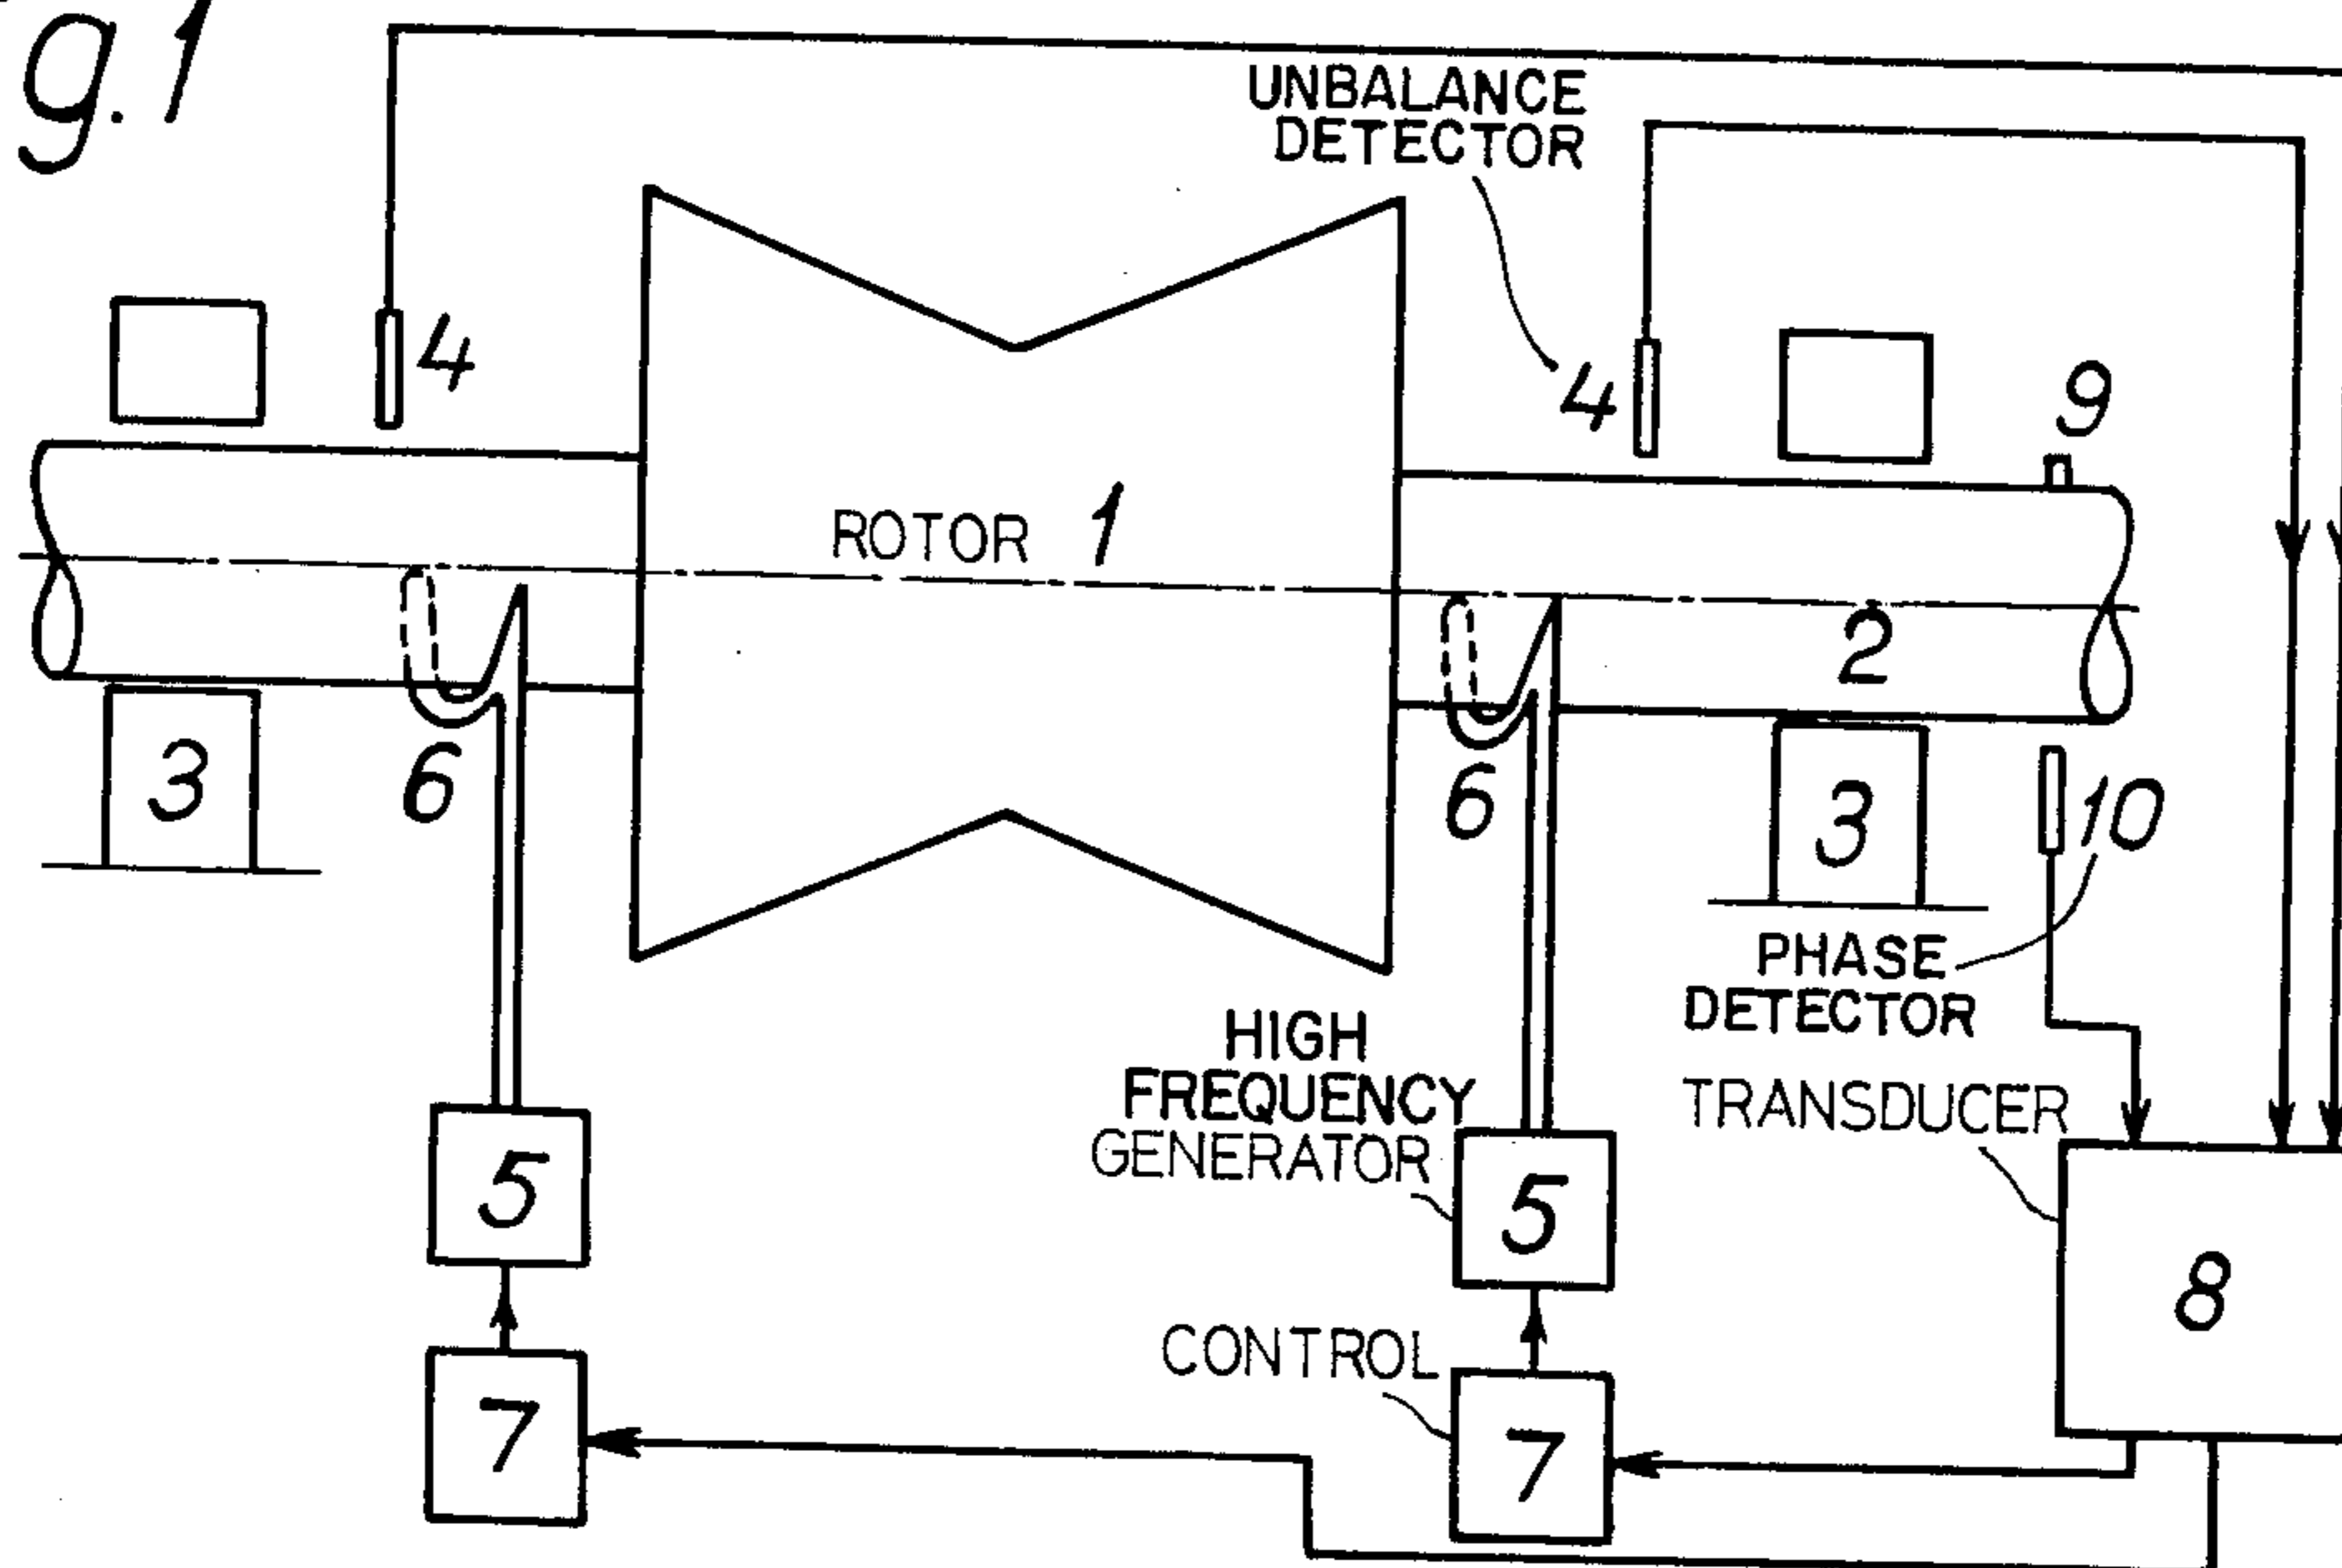 g.1
UNBALANCE
DETECTOR
4
4
9
ROTOR 1
2
3
6
6
3
10
PHASE
DETECTOR
HIGH
FREQUENCY
GENERATOR
TRANSDUCER
5
5
8
CONTROL
7
7